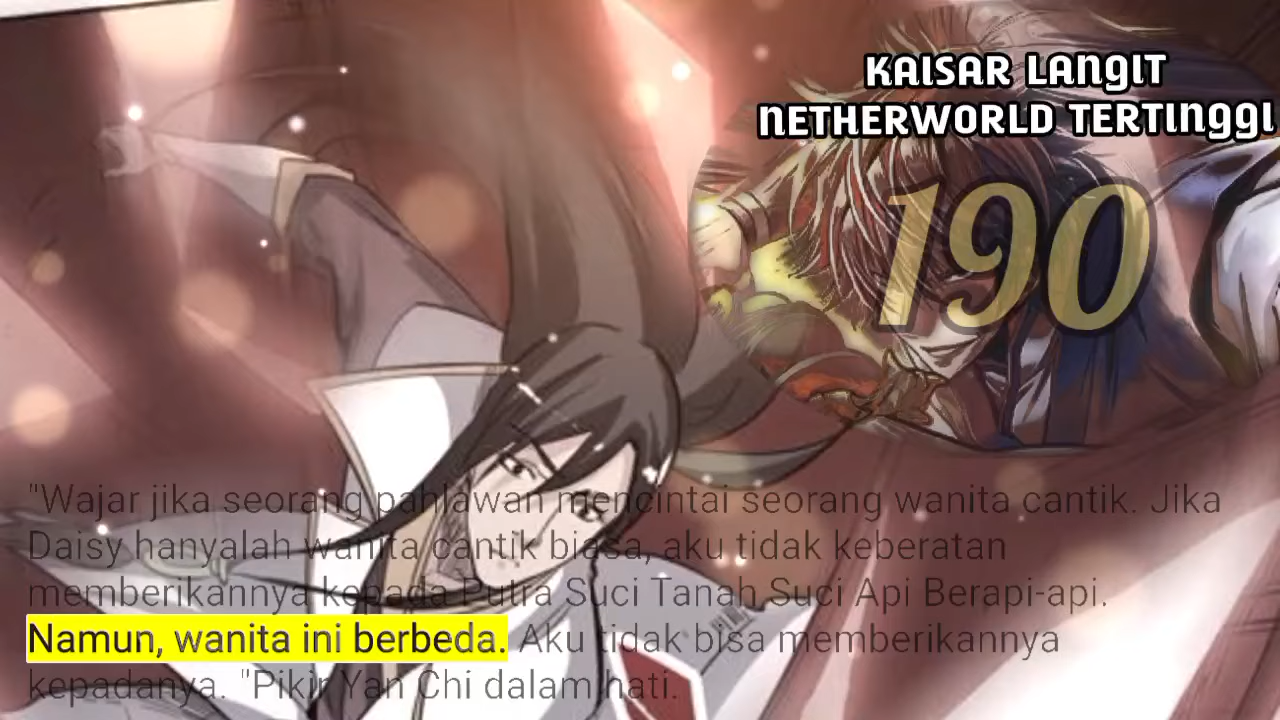 KAISAR LANGIT
NETHERWORLD TERTINGGI
190
"Wajar jika seorang pahlawan mencintai seorang wanita cantik. Jika
Daisy hanyalah wanita cantik biasa, aku tidak keberatan
memberikannya kepada Putra Suci Tanah Suci Api Berapi-api.
Namun, wanita ini berbeda. Aku tidak bisa memberikannya
kepadanya. "Pikir Yan Chi dalam hati.